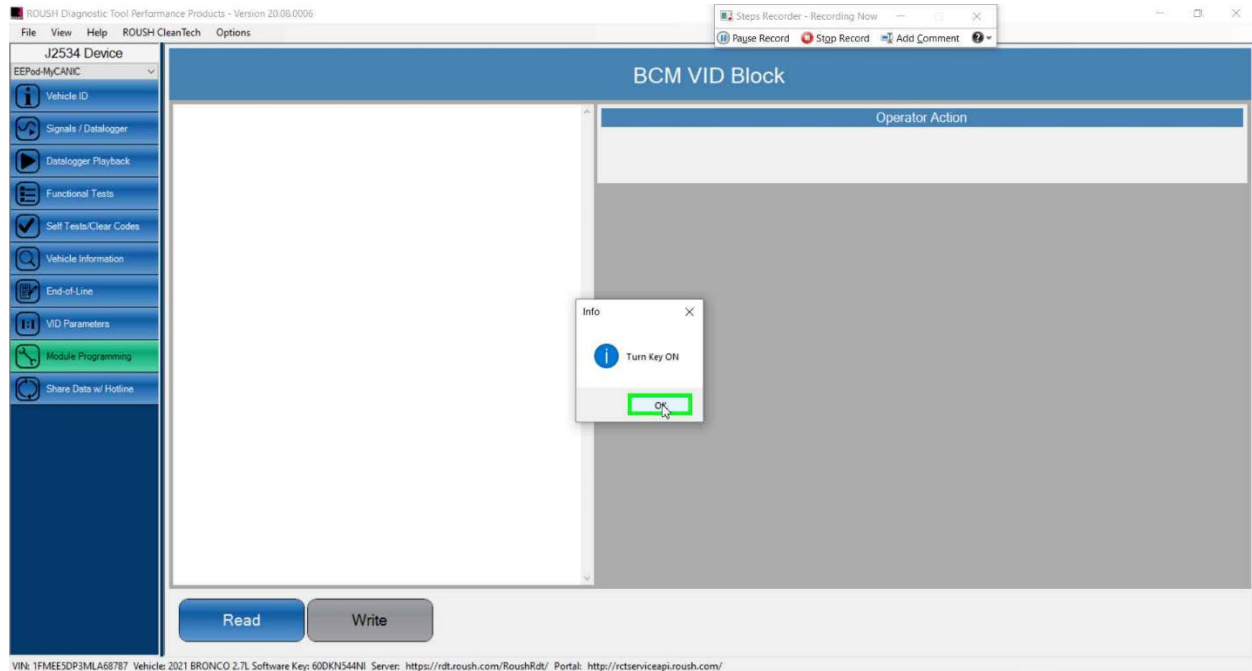 ROUSH Diagnostic Tool Performance Products - Version 20.08.0006
Steps Recorder - Recording Now
File View Help ROUSH CleanTech Options
Pause Record Stop Record Add Comment
J2534 Device
EEPod-MyCANIC
BCM VID Block
Vehicle ID
Operator Action
Signals / Datalogger
Datalogger Playback
Functional Tests
Self Tests/Clear Codes
Vehicle Information
End-of-Line
Info
VID Parameters
Turn Key ON
Module Programming
Share Data w/ Hotline
OK
Read Write
VIN: 1FMEE5DP3MLA68787 Vehicle: 2021 BRONCO 2.7L Software Key: 60DKN544NI Server: https://rdt.roush.com/RoushRdt/ Portal: http://rctserviceapi.roush.com/